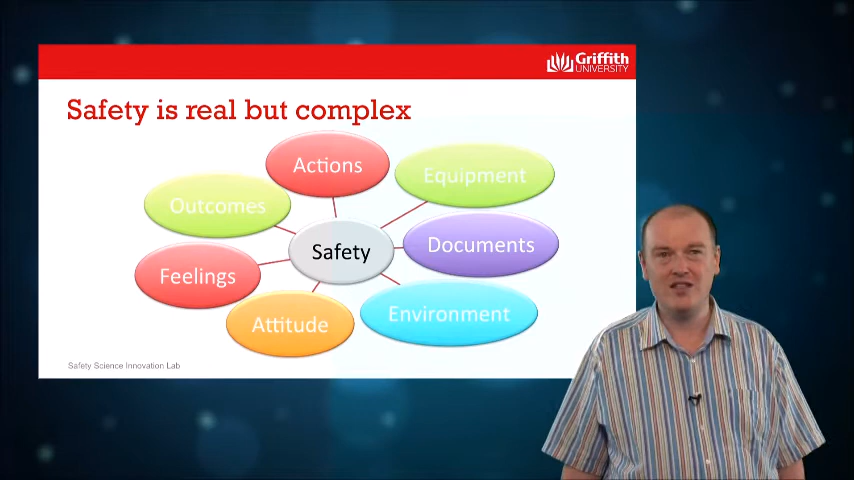 Griffith
UNIVERSITY
Safety is real but complex
Actions
Equipment
Outcomes
Documents
Safety
Feelings
Environment
Attitude
Safety Science Innovation Lab